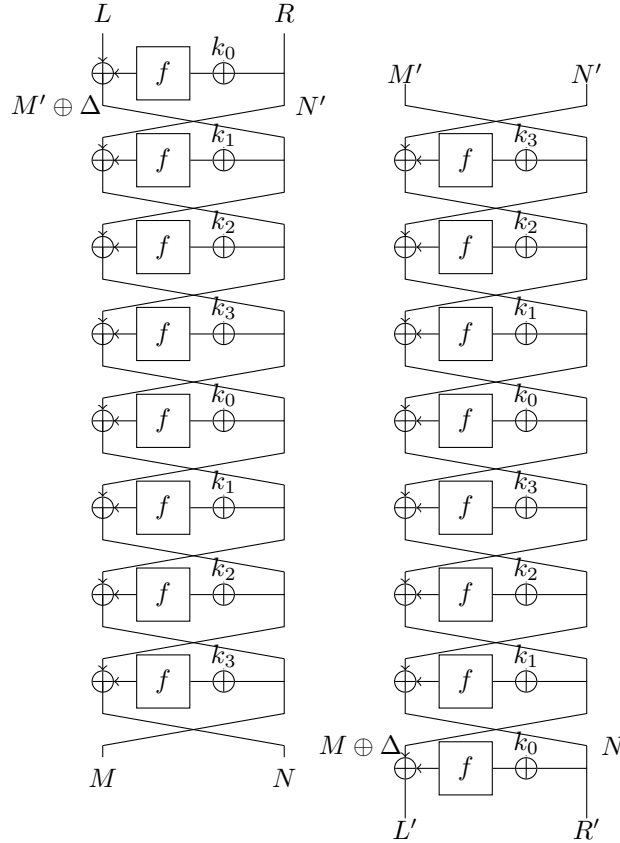 L R
k₀
f
M′ ⊕ Δ N′ M′ N′
k₁ k₃
f f
k₂ k₂
f f
k₃ k₁
f f
k₀ k₀
f f
k₁ k₃
f f
k₂ k₂
f f
k₃ k₁
f f
M ⊕ Δ k₀ N
M N f
L′ R′